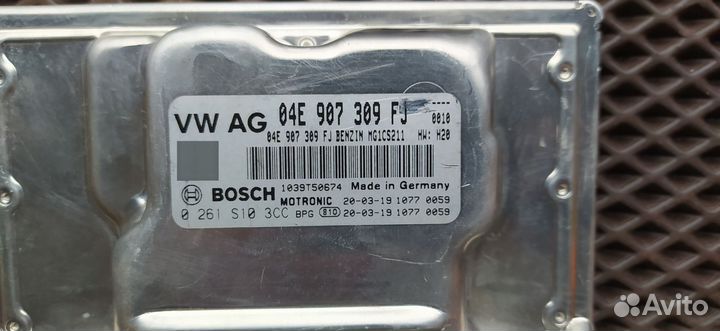 VW AG 04E 907 309 FJ ----
0010
04E 907 309 FJ BENZIN MG1CS211 HW: H20
1039T50674 Made in Germany
BOSCH
MOTRONIC 20-03-19 1077 0059
0 261 S10 3CC BPG 810 20-03-19 1077 0059
Avito